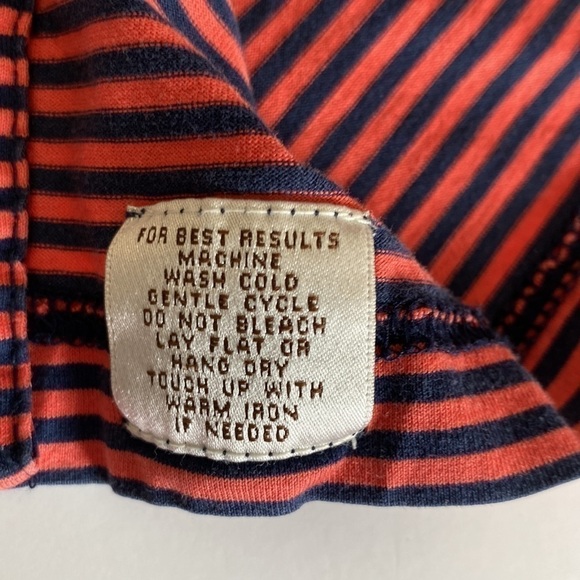 FOR BEST RESULTS
MACHINE
WASH COLD
GENTLE CYCLE
DO NOT BLEACH
LAY FLAT OR
HAND DRY
TOUCH UP WITH
WARM IRON
IF NEEDED